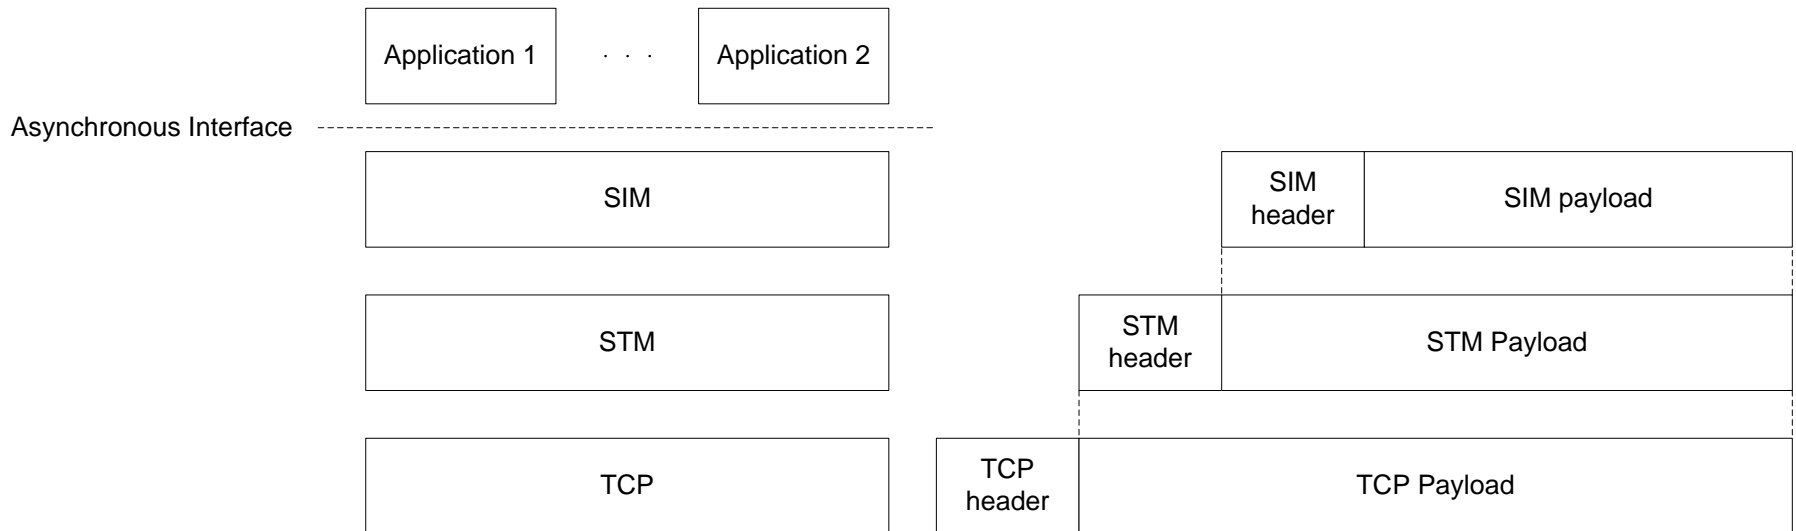 Application 1
. . .
Application 2
Asynchronous Interface
SIM
SIM
header
SIM payload
STM
STM
header
STM Payload
TCP
TCP
header
TCP Payload